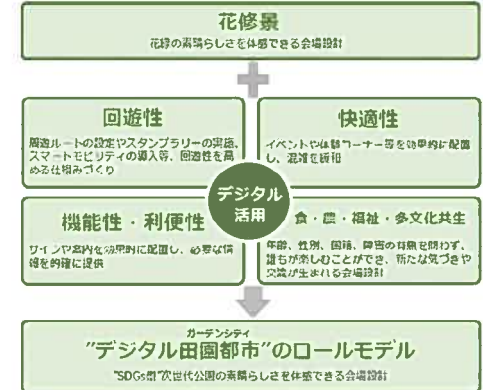 花修景
花緑の素晴らしさを体感できる会場設計
回遊性
周遊ルートの設定やスタンプラリーの実施、
スマートモビリティの導入等、回遊性を高
める仕組みづくり
快適性
イベントや体験コーナー等を効果的に配置
し、混雑を緩和
デジタル
活用
機能性・利便性
サインや案内を効果的に配置し、必要な情
報を的確に提供
食・農・福祉・多文化共生
年齢、性別、国籍、障害の有無を問わず、
誰もが楽しむことができ、新たな気づきや
交流が生まれる会場設計
ガーデンシティ
"デジタル田園都市"のロールモデル
"SDGs型"次世代公園の素晴らしさを体感できる会場設計